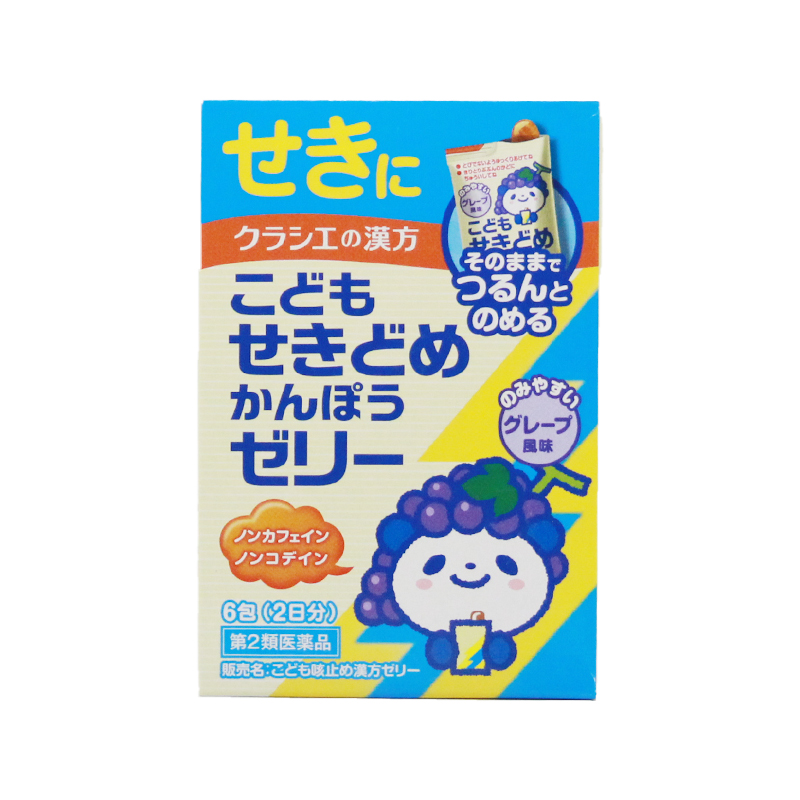 せきに
クラシエの漢方
こども
せきどめ
かんぽう
ゼリー
のみやすい
グレープ
風味
こども
せきどめ
そのままで
つるんと
のめる
のみやすい
グレープ
風味
ノンカフェイン
ノンコデイン
6包(2日分)
第2類医薬品
販売名:こども咳止め漢方ゼリー